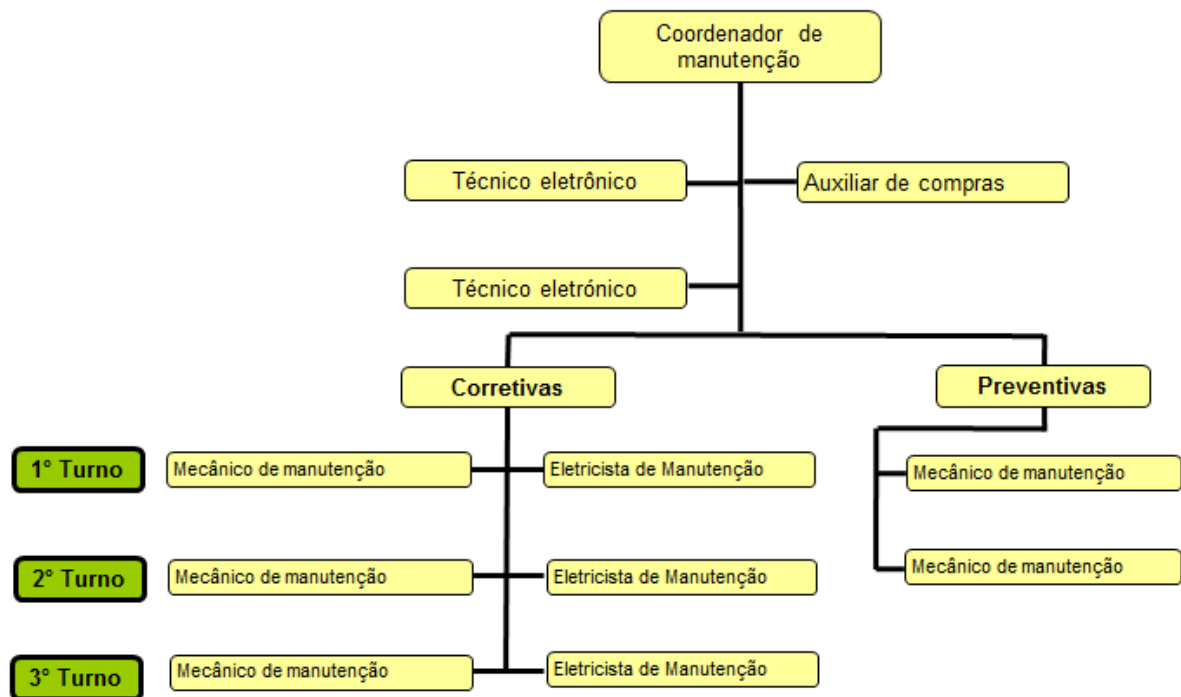 Coordenador de
manutenção
Técnico eletrônico
Auxiliar de compras
Técnico eletrónico
Corretivas
Preventivas
1° Turno
Mecânico de manutenção
Eletricista de Manutenção
Mecânico de manutenção
2° Turno
Mecânico de manutenção
Eletricista de Manutenção
Mecânico de manutenção
3° Turno
Mecânico de manutenção
Eletricista de Manutenção